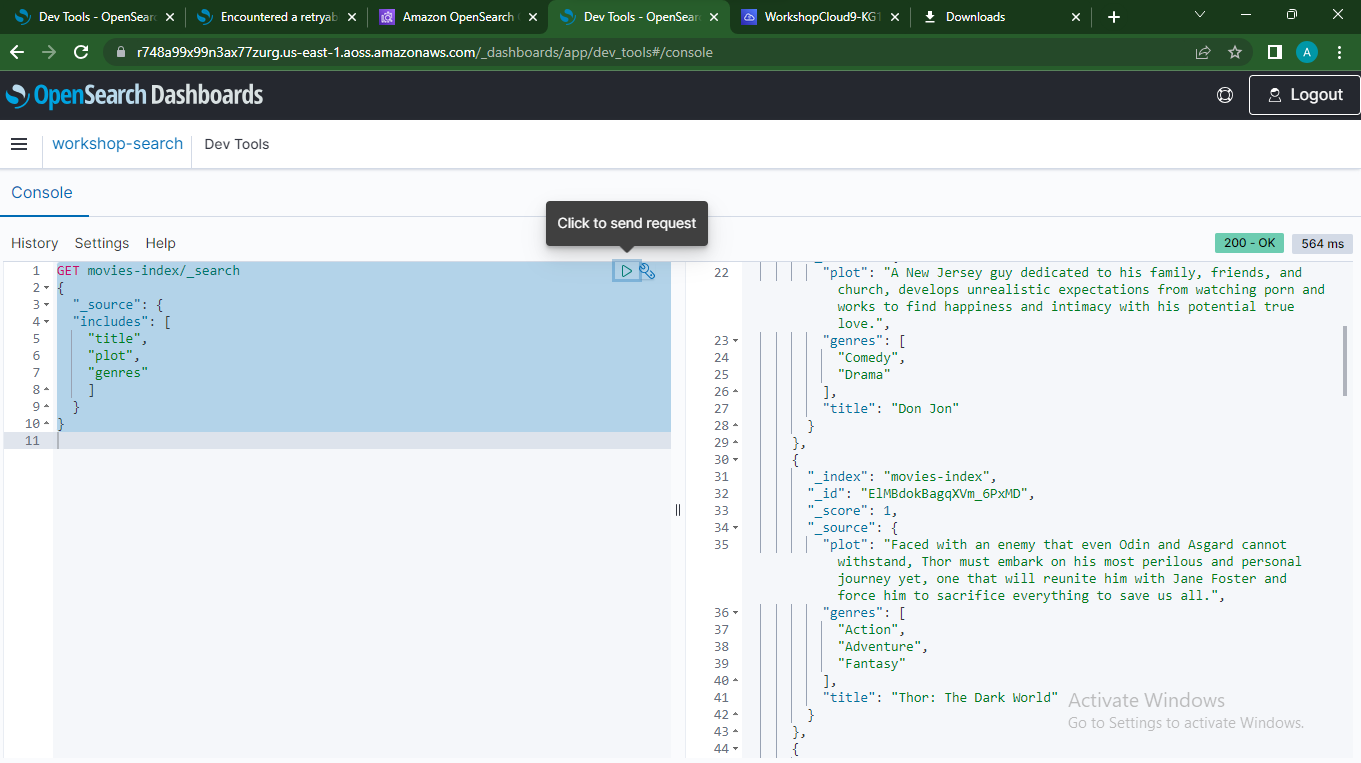 Dev Tools - OpenSear
Encountered a retryab
Amazon OpenSearch
Dev Tools - OpenSear
WorkshopCloud9-KG1
Downloads
r748a99x99n3ax77zurg.us-east-1.aoss.amazonaws.com/_dashboards/app/dev_tools#/console
A
OpenSearch Dashboards
Logout
workshop-search
Dev Tools
Console
Click to send request
History Settings Help
200 - OK
564 ms
1 GET movies-index/_search
2 {
3 "_source": {
4 "includes": [
5 "title",
6 "plot",
7 "genres"
8 ]
9 }
10 }
11
22 "plot": "A New Jersey guy dedicated to his family, friends, and
church, develops unrealistic expectations from watching porn and
works to find happiness and intimacy with his potential true
love.",
23 "genres": [
24 "Comedy",
25 "Drama"
26 ],
27 "title": "Don Jon"
28 }
29 },
30 {
31 "_index": "movies-index",
32 "_id": "ElMBdokBagqXVm_6PxMD",
33 "_score": 1,
34 "_source": {
35 "plot": "Faced with an enemy that even Odin and Asgard cannot
withstand, Thor must embark on his most perilous and personal
journey yet, one that will reunite him with Jane Foster and
force him to sacrifice everything to save us all.",
36 "genres": [
37 "Action",
38 "Adventure",
39 "Fantasy"
40 ],
41 "title": "Thor: The Dark World"
42 }
43 },
44 {
Activate Windows
Go to Settings to activate Windows.